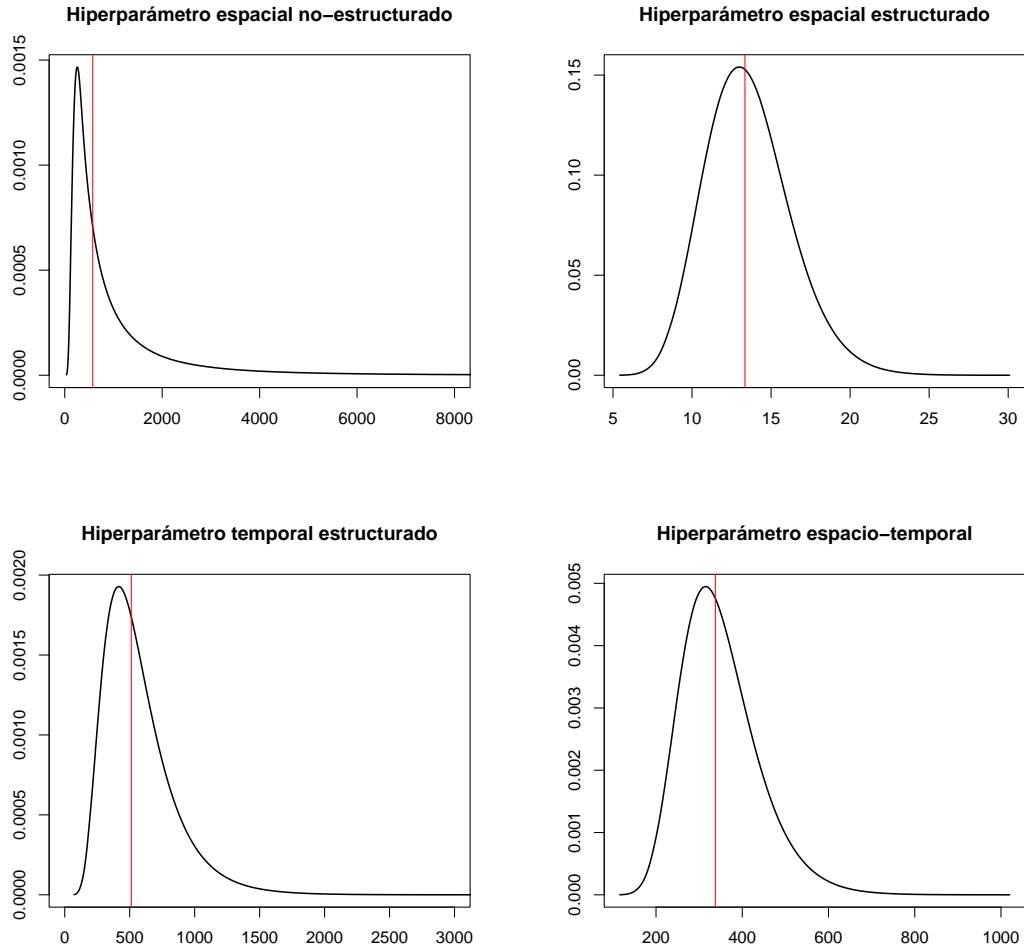 Hiperparámetro espacial no−estructurado
0.0015
0.0010
0.0005
0.0000
0 2000 4000 6000 8000
Hiperparámetro espacial estructurado
0.15
0.10
0.05
0.00
5 10 15 20 25 30
Hiperparámetro temporal estructurado
0.0020
0.0015
0.0010
0.0005
0.0000
0 500 1000 1500 2000 2500 3000
Hiperparámetro espacio−temporal
0.005
0.004
0.003
0.002
0.001
0.000
200 400 600 800 1000